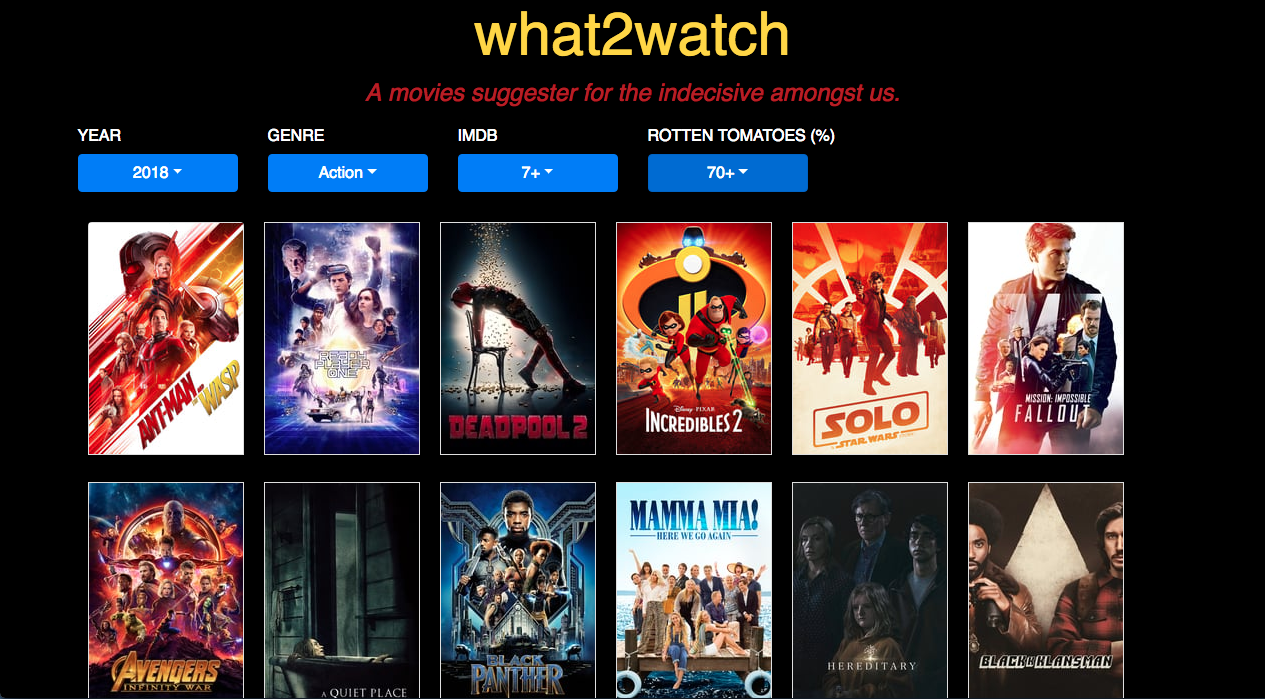 what2watch
A movies suggester for the indecisive amongst us.
YEAR GENRE IMDB ROTTEN TOMATOES (%)
2018 Action 7+ 70+
ANT-MAN AND THE WASP
READY
PLAYER
ONE
DEADPOOL 2
DISNEY · PIXAR
INCREDIBLES 2
SOLO
A STAR WARS STORY
MISSION: IMPOSSIBLE
FALLOUT
AVENGERS
INFINITY WAR
A QUIET PLACE
BLACK
PANTHER
MAMMA MIA!
HERE WE GO AGAIN
HEREDITARY
BLACKkKLANSMAN